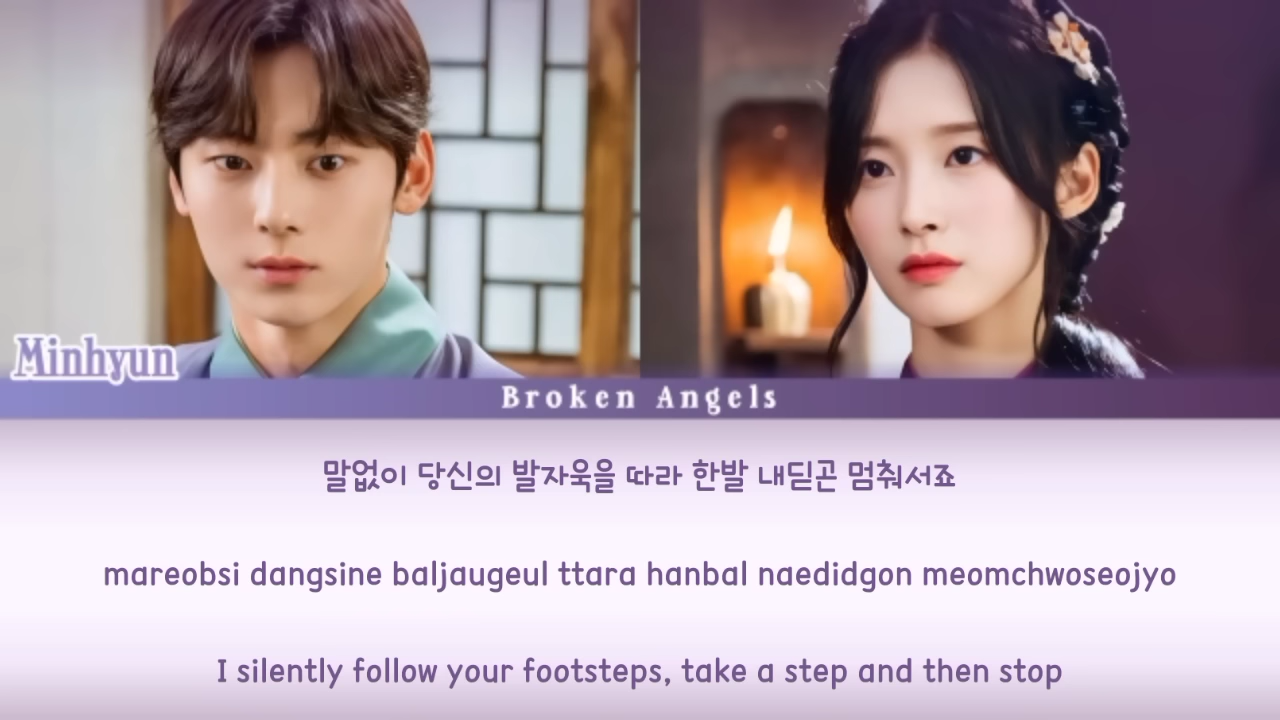 Minhyun
Broken Angels
말없이 당신의 발자욱을 따라 한발 내딛곤 멈춰서죠
mareobsi dangsine baljaugeul ttara hanbal naedidgon meomchwoseojyo
I silently follow your footsteps, take a step and then stop